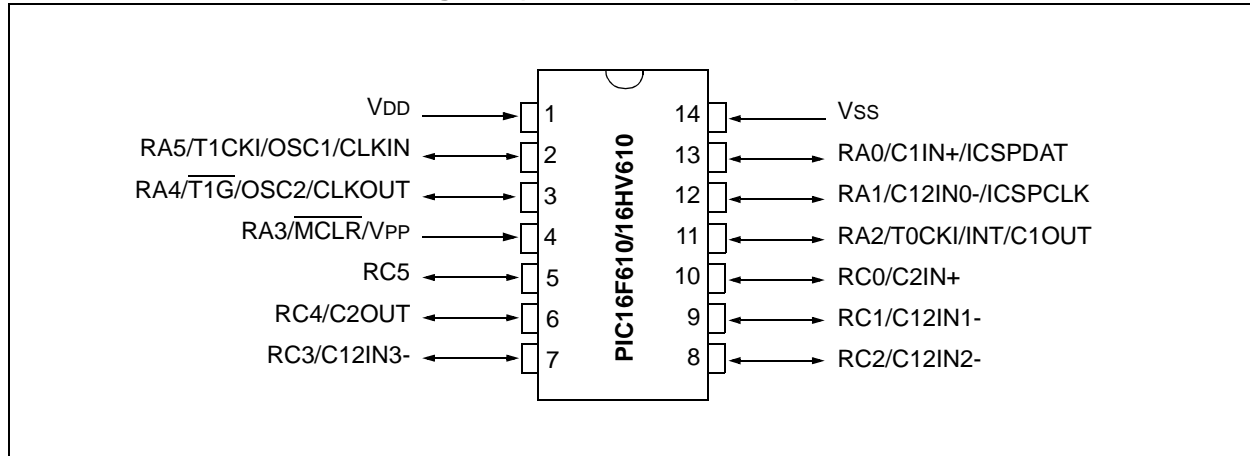 VDD
RA5/T1CKI/OSC1/CLKIN
RA4/T1G/OSC2/CLKOUT
RA3/MCLR/VPP
RC5
RC4/C2OUT
RC3/C12IN3-
1
2
3
4
5
6
7
PIC16F610/16HV610
14
13
12
11
10
9
8
VSS
RA0/C1IN+/ICSPDAT
RA1/C12IN0-/ICSPCLK
RA2/T0CKI/INT/C1OUT
RC0/C2IN+
RC1/C12IN1-
RC2/C12IN2-